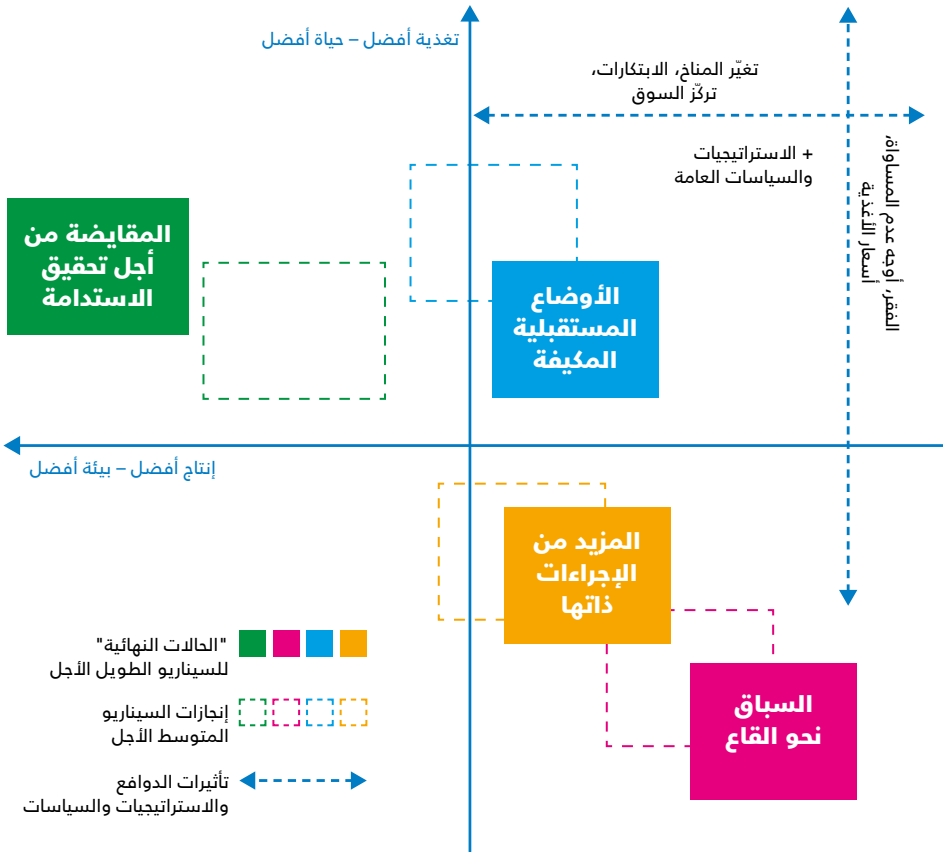 تغذية أفضل – حياة أفضل
تغيّر المناخ، الابتكارات،
تركّز السوق
+ الاستراتيجيات
والسياسات العامة
الفقر، أوجه عدم المساواة،
أسعار الأغذية
المقايضة من
أجل تحقيق
الاستدامة
الأوضاع
المستقبلية
المكيفة
إنتاج أفضل – بيئة أفضل
المزيد من
الإجراءات
ذاتها
السباق
نحو القاع
"الحالات النهائية"
للسيناريو الطويل الأجل
إنجازات السيناريو
المتوسط الأجل
تأثيرات الدوافع
والاستراتيجيات والسياسات